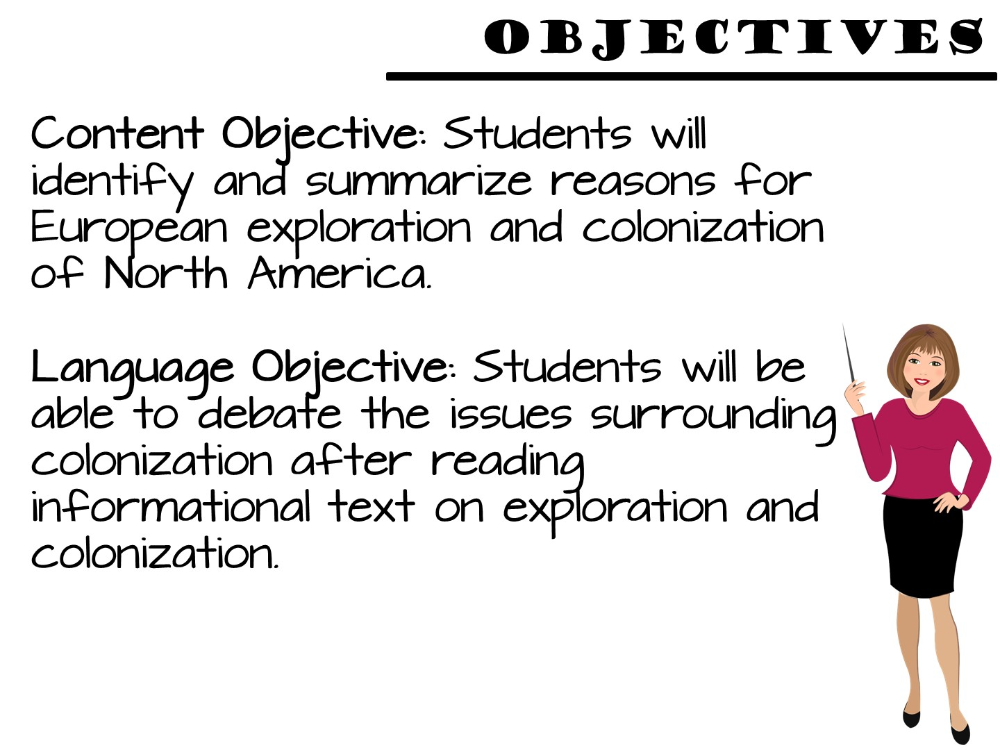 OBJECTIVES
Content Objective: Students will
identify and summarize reasons for
European exploration and colonization
of North America.
Language Objective: Students will be
able to debate the issues surrounding
colonization after reading
informational text on exploration and
colonization.